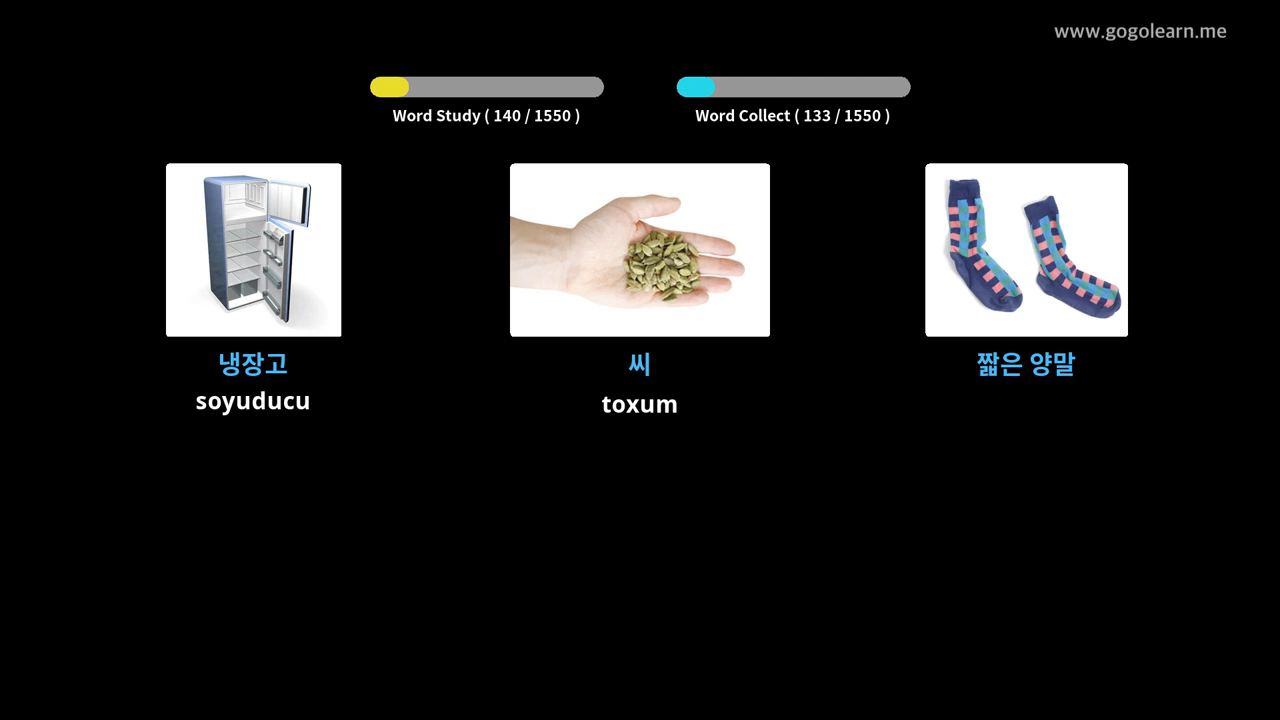 www.gogolearn.me
Word Study ( 140 / 1550 )
Word Collect ( 133 / 1550 )
냉장고
씨
짧은 양말
soyuducu
toxum